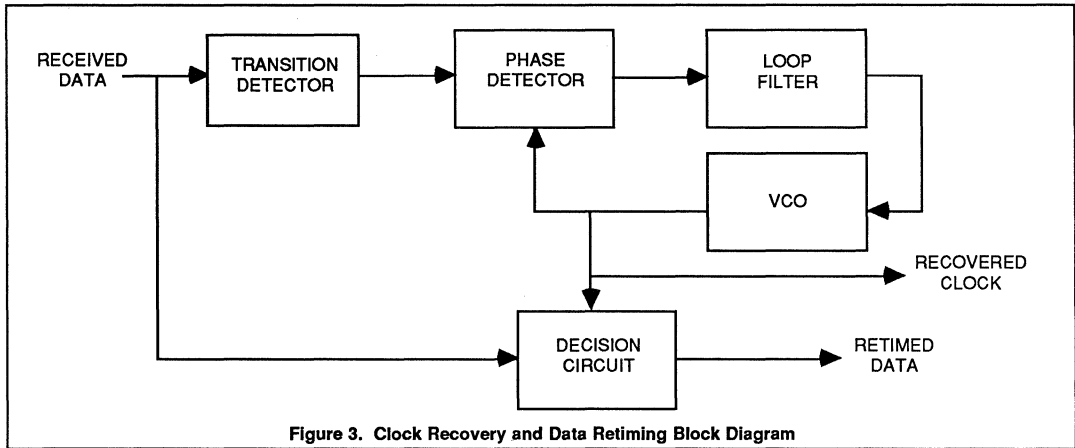 RECEIVED
DATA
TRANSITION
DETECTOR
PHASE
DETECTOR
LOOP
FILTER
VCO
RECOVERED
CLOCK
DECISION
CIRCUIT
RETIMED
DATA
Figure 3. Clock Recovery and Data Retiming Block Diagram